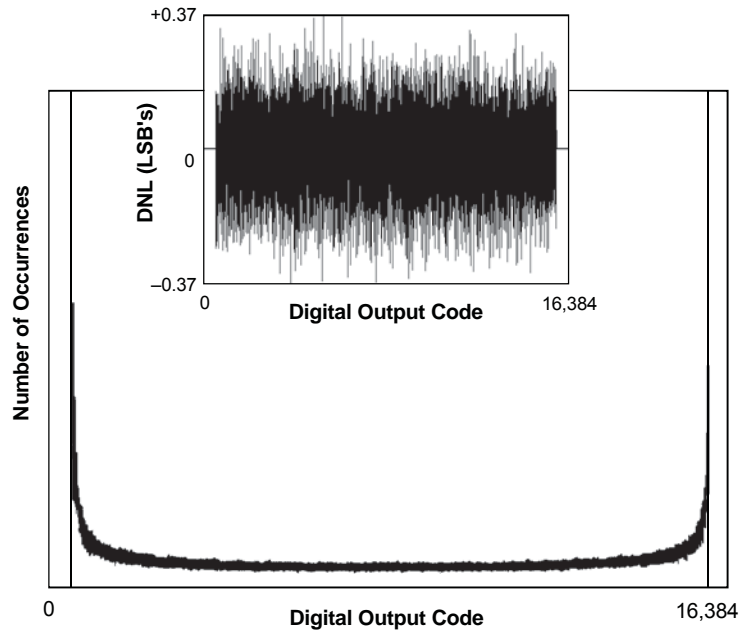 +0.37
DNL (LSB's)
0
–0.37
0
16,384
Digital Output Code
Number of Occurrences
0
16,384
Digital Output Code